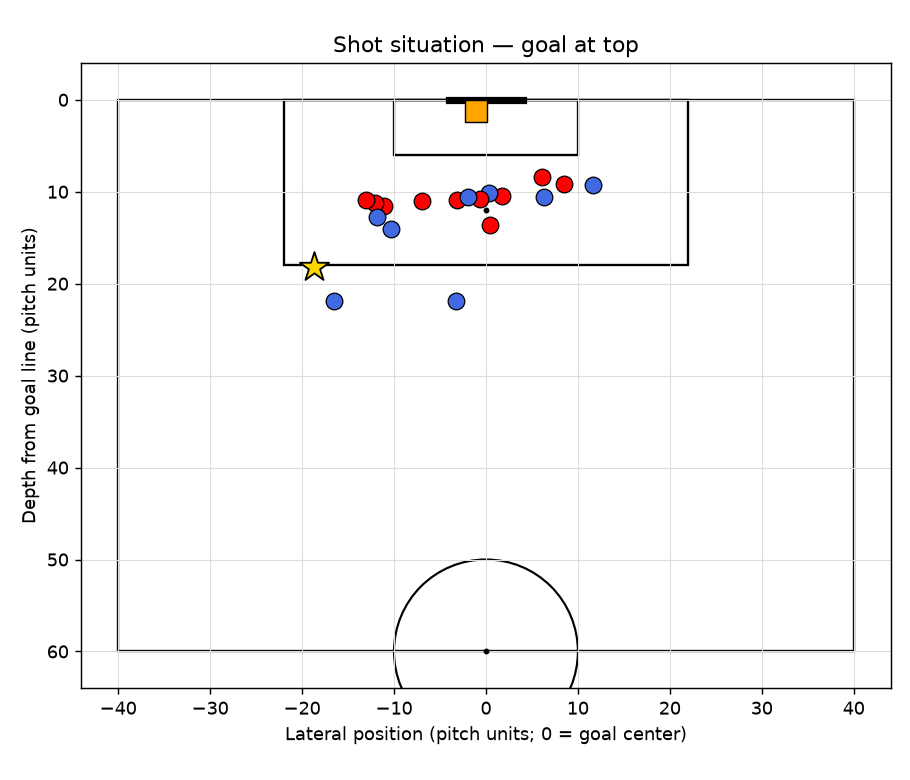 Shot situation — goal at top
Depth from goal line (pitch units)
0
10
20
30
40
50
60
−40 −30 −20 −10 0 10 20 30 40
Lateral position (pitch units; 0 = goal center)